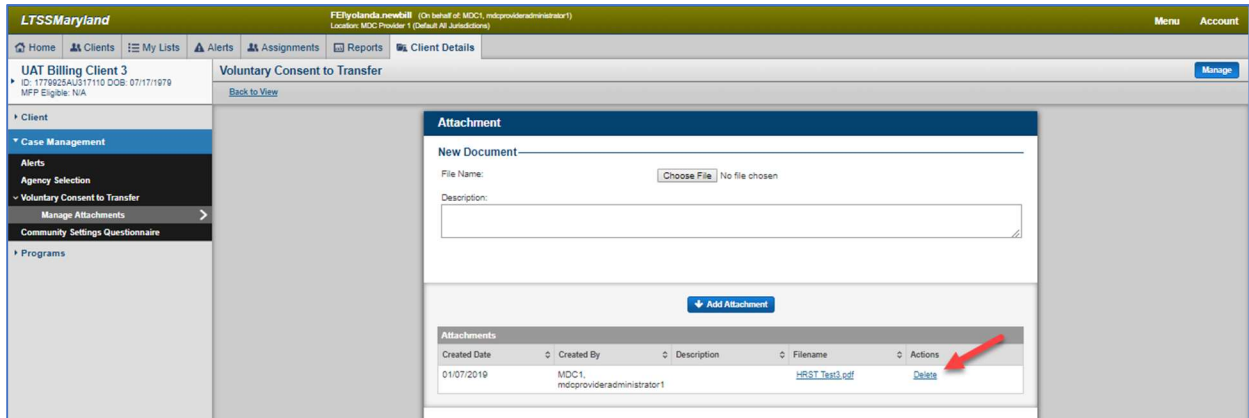 LTSSMaryland
FEI\yolanda.newbill (On behalf of: MDC1, mdcprovideradministrator1)
Location: MDC Provider 1 (Default All Jurisdictions)
Menu Account
Home Clients My Lists Alerts Assignments Reports Client Details
UAT Billing Client 3
ID: 1779925AU317110 DOB: 07/17/1979
MFP Eligible: N/A
Voluntary Consent to Transfer
Manage
Back to View
Client
Case Management
Alerts
Agency Selection
Voluntary Consent to Transfer
Manage Attachments
Community Settings Questionnaire
Programs
Attachment
New Document
File Name: Choose File No file chosen
Description:
Add Attachment
Attachments
Created Date Created By Description Filename Actions
01/07/2019 MDC1, HRST Test3.pdf Delete
mdcprovideradministrator1